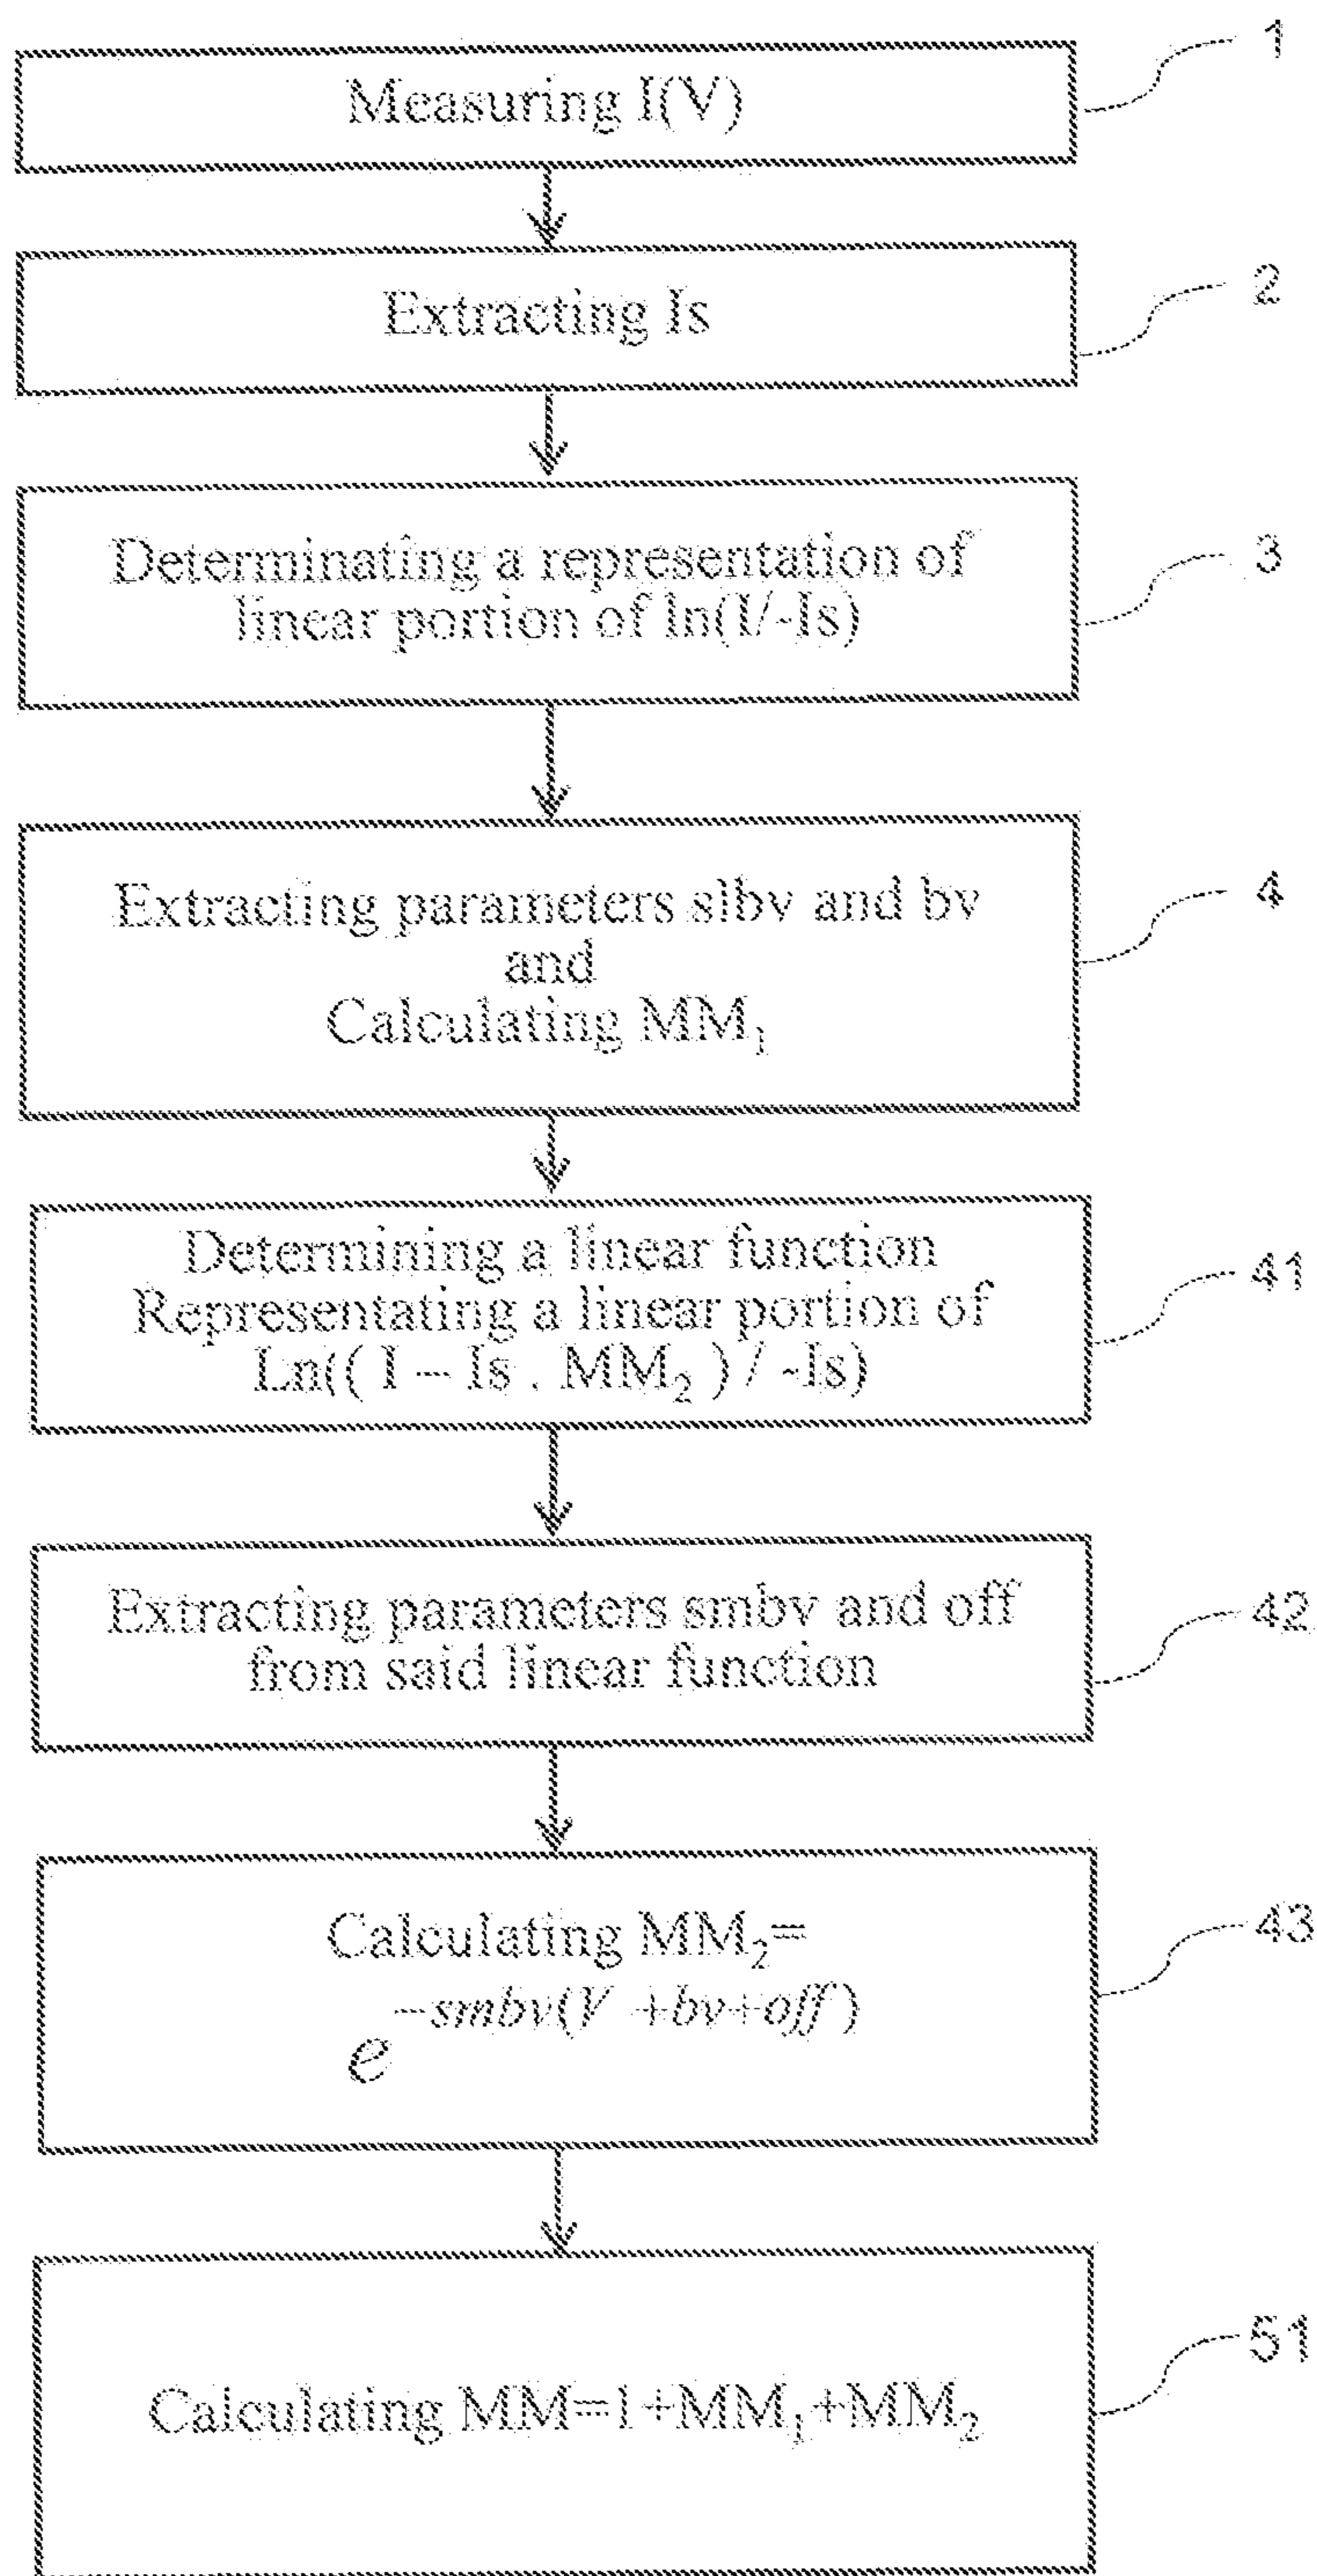 Measuring I(V)
1
Extracting Is
2
Determinating a representation of
linear portion of ln(I/-Is)
3
Extracting parameters slbv and bv
and
Calculating MM₁
4
Determining a linear function
Representating a linear portion of
Ln(( I – Is . MM₂ ) / -Is)
41
Extracting parameters smbv and off
from said linear function
42
Calculating MM₂=
e^–smbv(V +bv+off)
43
Calculating MM=1+MM₁+MM₂
51